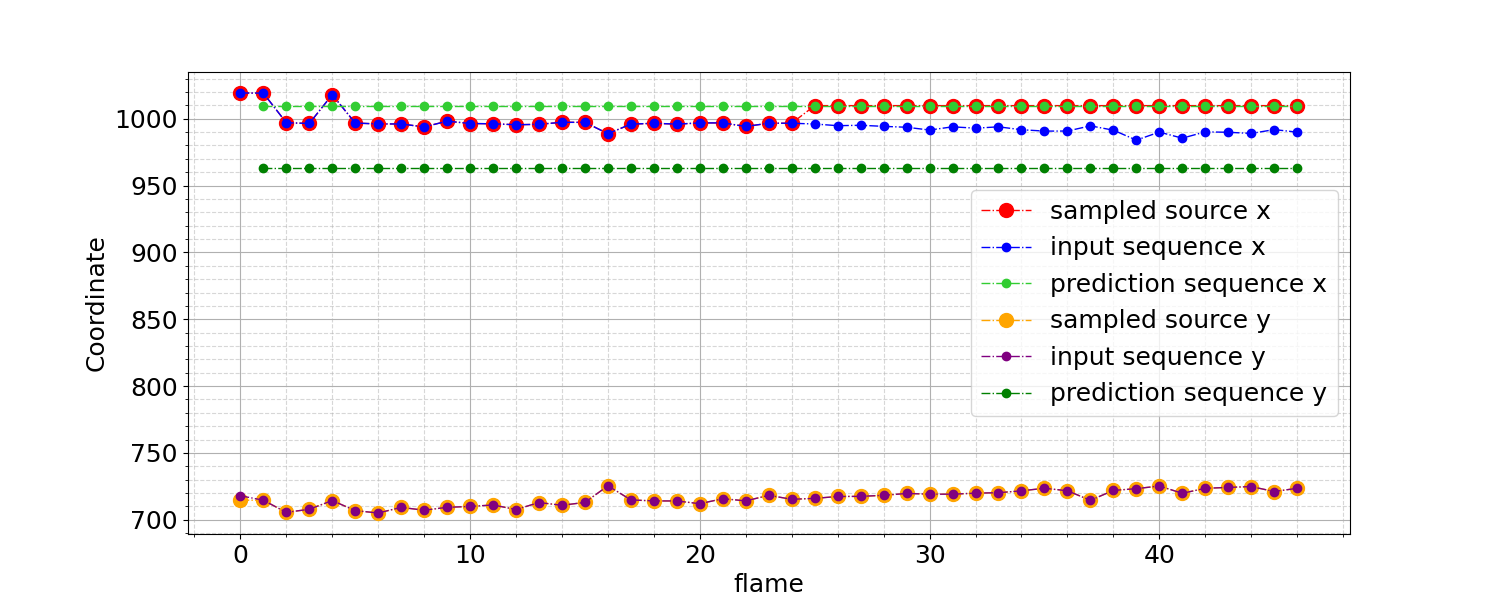 1000
950
900
850
800
750
700
Coordinate
sampled source x
input sequence x
prediction sequence x
sampled source y
input sequence y
prediction sequence y
0 10 20 30 40
flame